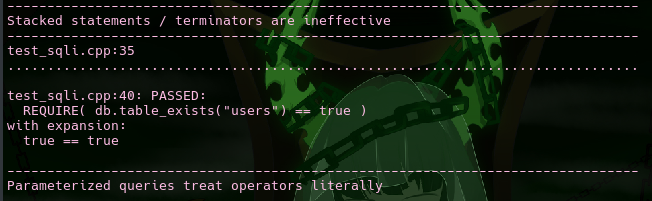 -------------------------------------------------------------------------------
Stacked statements / terminators are ineffective
-------------------------------------------------------------------------------
test_sqli.cpp:35
...............................................................................
test_sqli.cpp:40: PASSED:
  REQUIRE( db.table_exists("users") == true )
with expansion:
  true == true
-------------------------------------------------------------------------------
Parameterized queries treat operators literally